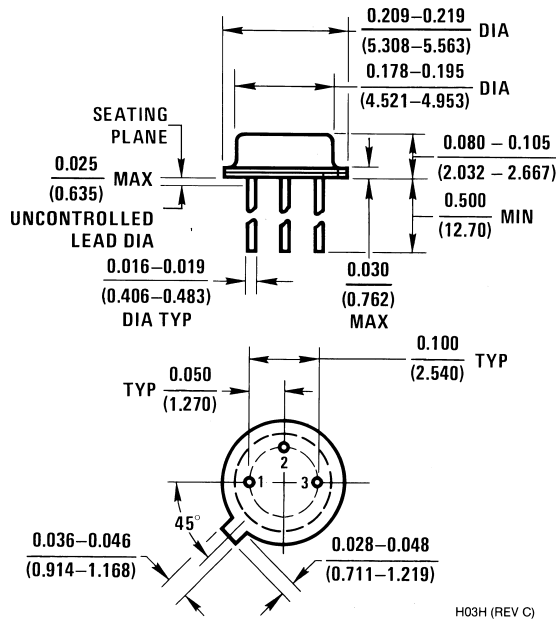 0.209–0.219
(5.308–5.563)
DIA
0.178–0.195
(4.521–4.953)
DIA
SEATING
PLANE
0.025
(0.635)
MAX
UNCONTROLLED
LEAD DIA
0.080 – 0.105
(2.032 – 2.667)
0.500
(12.70)
MIN
0.016–0.019
(0.406–0.483)
DIA TYP
0.030
(0.762)
MAX
0.100
(2.540)
TYP
TYP
0.050
(1.270)
2
1
3
45°
0.036–0.046
(0.914–1.168)
0.028–0.048
(0.711–1.219)
H03H (REV C)